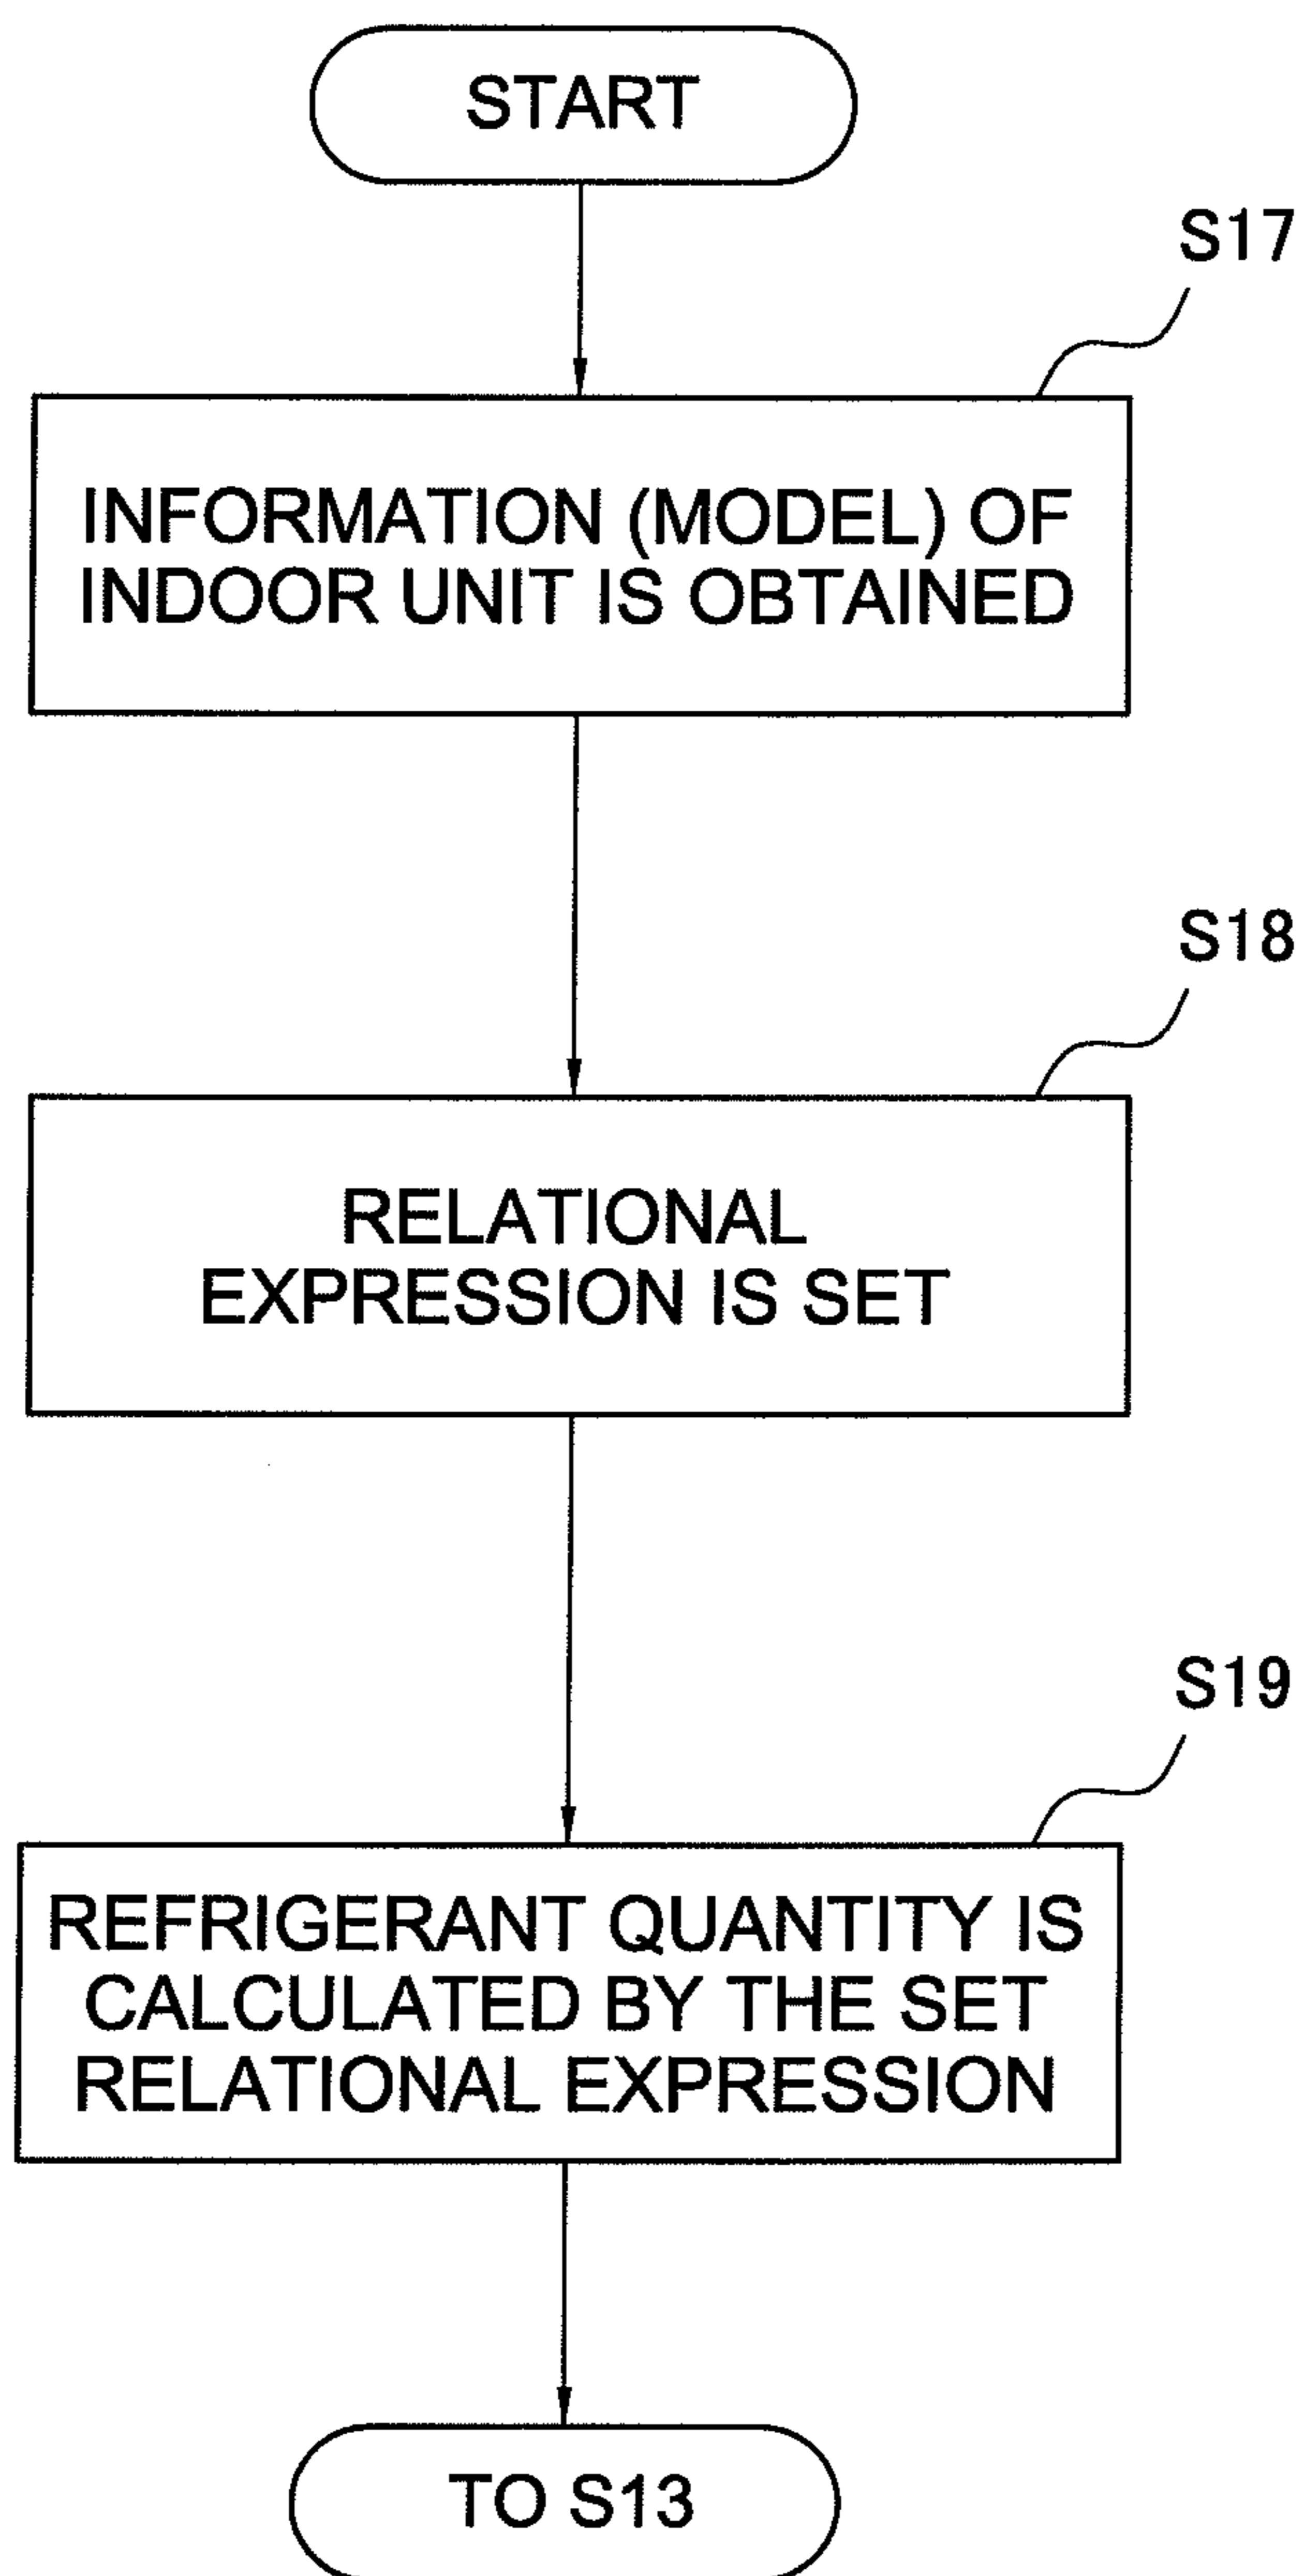 START
S17
INFORMATION (MODEL) OF
INDOOR UNIT IS OBTAINED
S18
RELATIONAL
EXPRESSION IS SET
S19
REFRIGERANT QUANTITY IS
CALCULATED BY THE SET
RELATIONAL EXPRESSION
TO S13